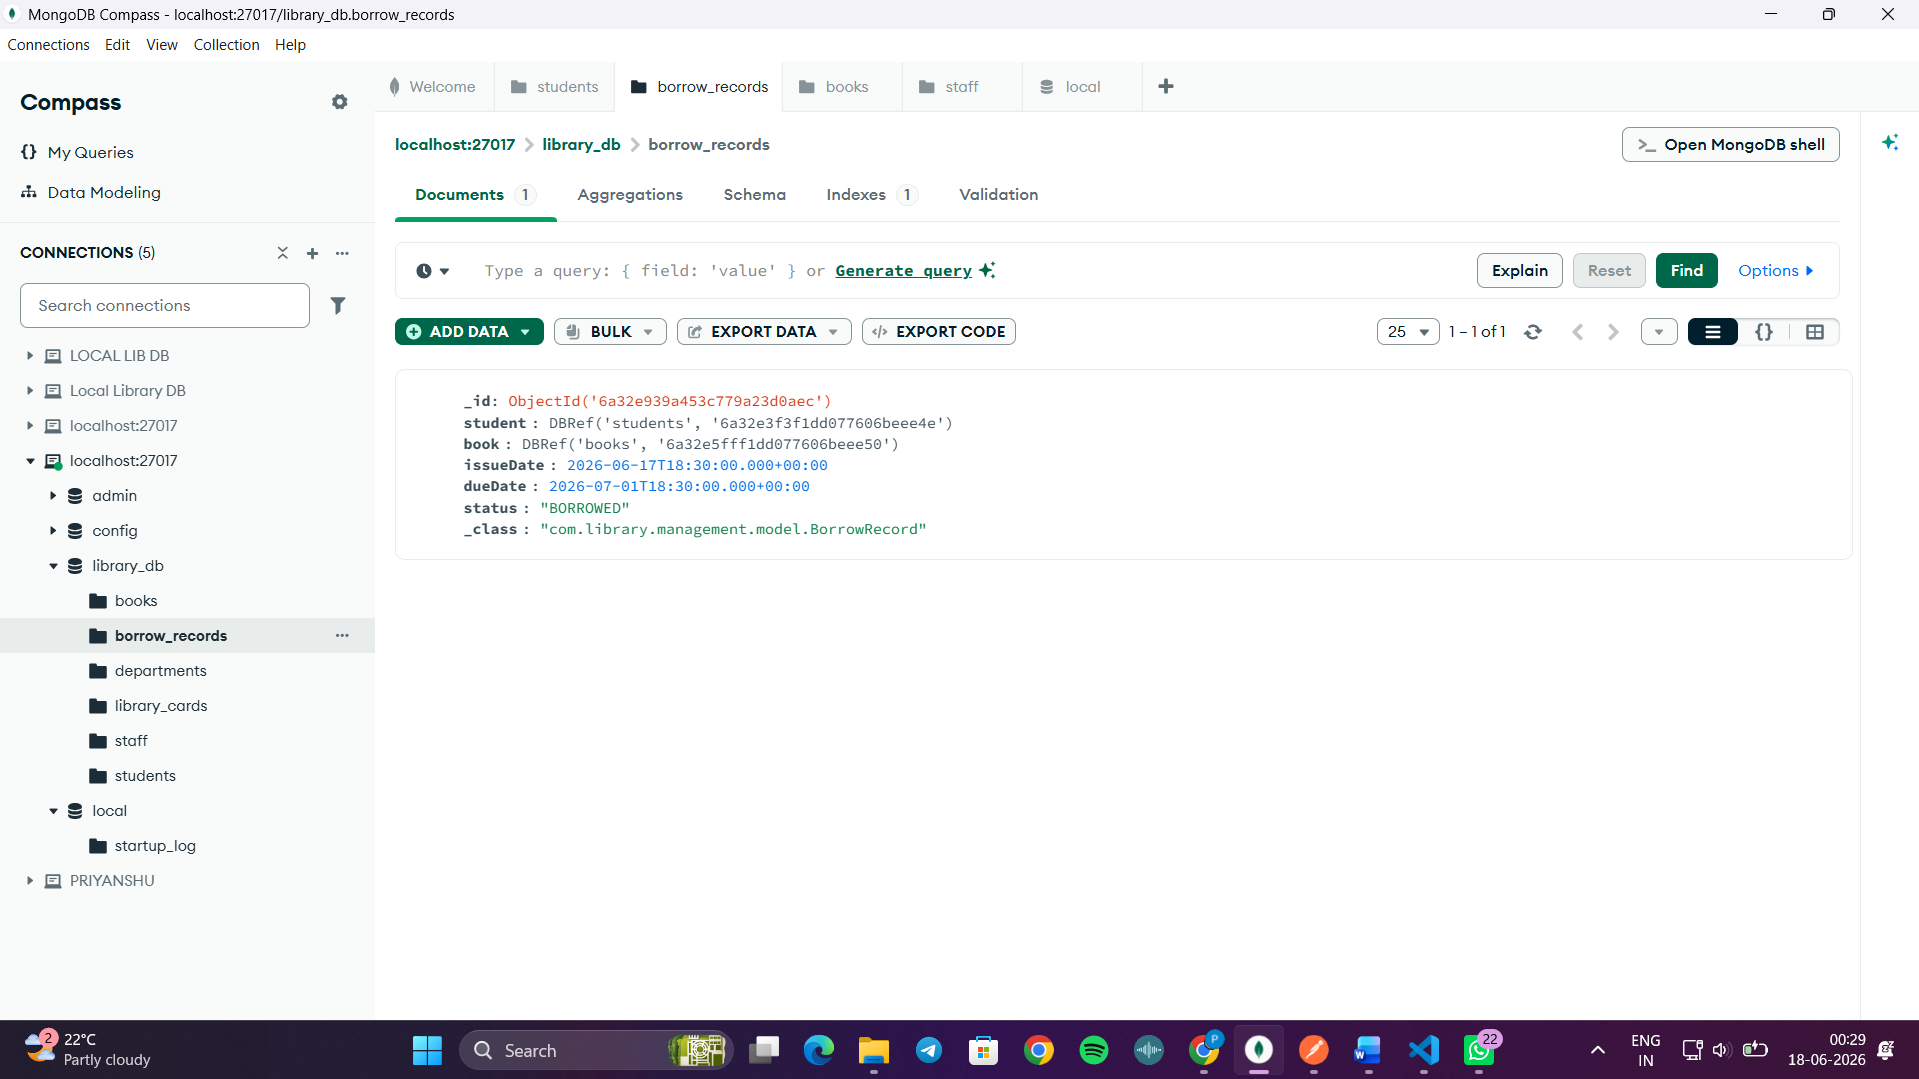 MongoDB Compass - localhost:27017/library_db.borrow_records
Connections Edit View Collection Help
Compass
My Queries
Data Modeling
CONNECTIONS (5)
Search connections
LOCAL LIB DB
Local Library DB
localhost:27017
localhost:27017
admin
config
library_db
books
borrow_records
departments
library_cards
staff
students
local
startup_log
PRIYANSHU
Welcome students borrow_records books staff local
localhost:27017 library_db borrow_records
>_ Open MongoDB shell
Documents 1 Aggregations Schema Indexes 1 Validation
Type a query: { field: 'value' } or Generate query
Explain Reset Find Options
ADD DATA BULK EXPORT DATA EXPORT CODE
25 1 – 1 of 1
_id: ObjectId('6a32e939a453c779a23d0aec')
student : DBRef('students', '6a32e3f3f1dd077606beee4e')
book : DBRef('books', '6a32e5fff1dd077606beee50')
issueDate : 2026-06-17T18:30:00.000+00:00
dueDate : 2026-07-01T18:30:00.000+00:00
status : "BORROWED"
_class : "com.library.management.model.BorrowRecord"
2
22°C
Partly cloudy
Search
P
22
ENG
IN
00:29
18-06-2026